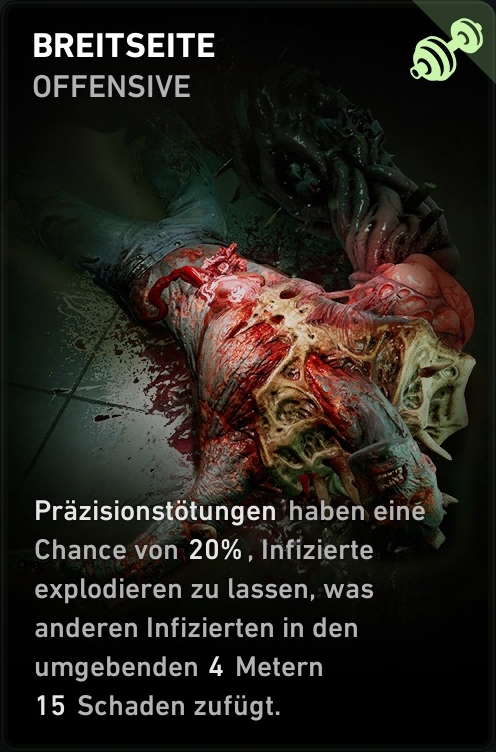 BREITSEITE
OFFENSIVE
Präzisionstötungen haben eine
Chance von 20%, Infizierte
explodieren zu lassen, was
anderen Infizierten in den
umgebenden 4 Metern
15 Schaden zufügt.